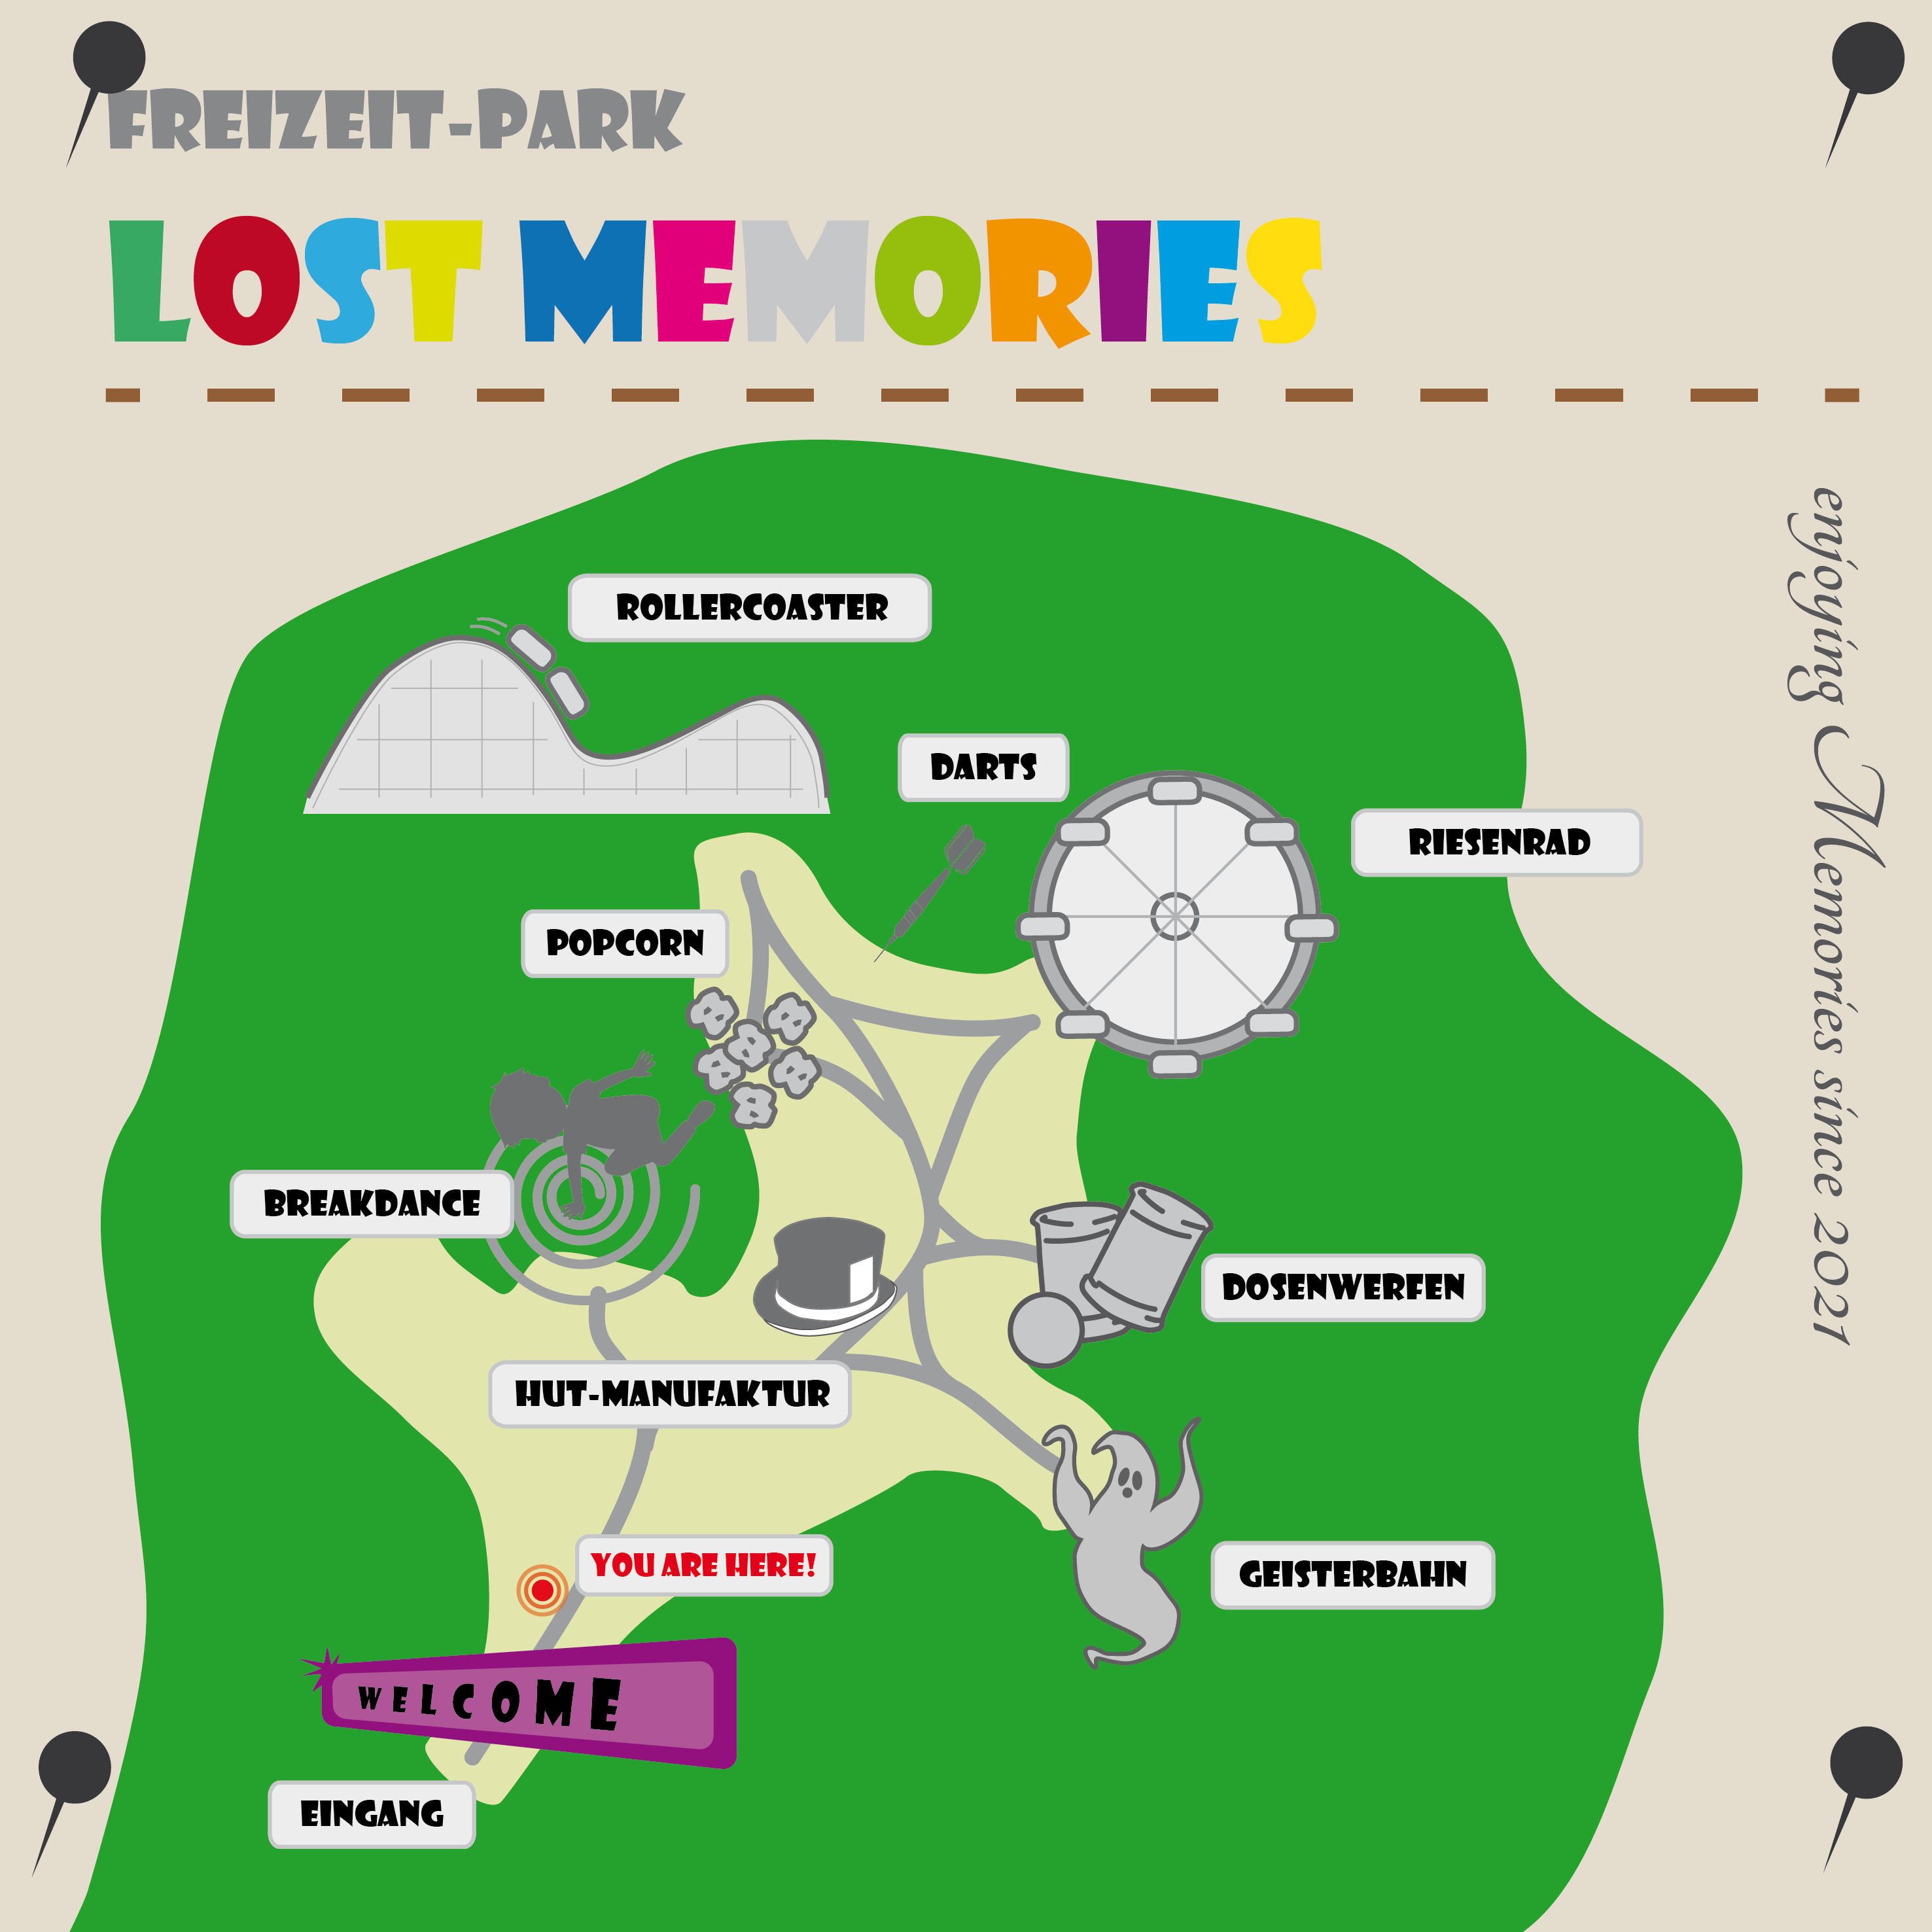 FREIZEIT-PARK
LOST MEMORIES
enjoying Memories since 2021
ROLLERCOASTER
DARTS
RIESENRAD
POPCORN
BREAKDANCE
DOSENWERFEN
HUT-MANUFAKTUR
YOU ARE HERE!
GEISTERBAHN
WELCOME
EINGANG